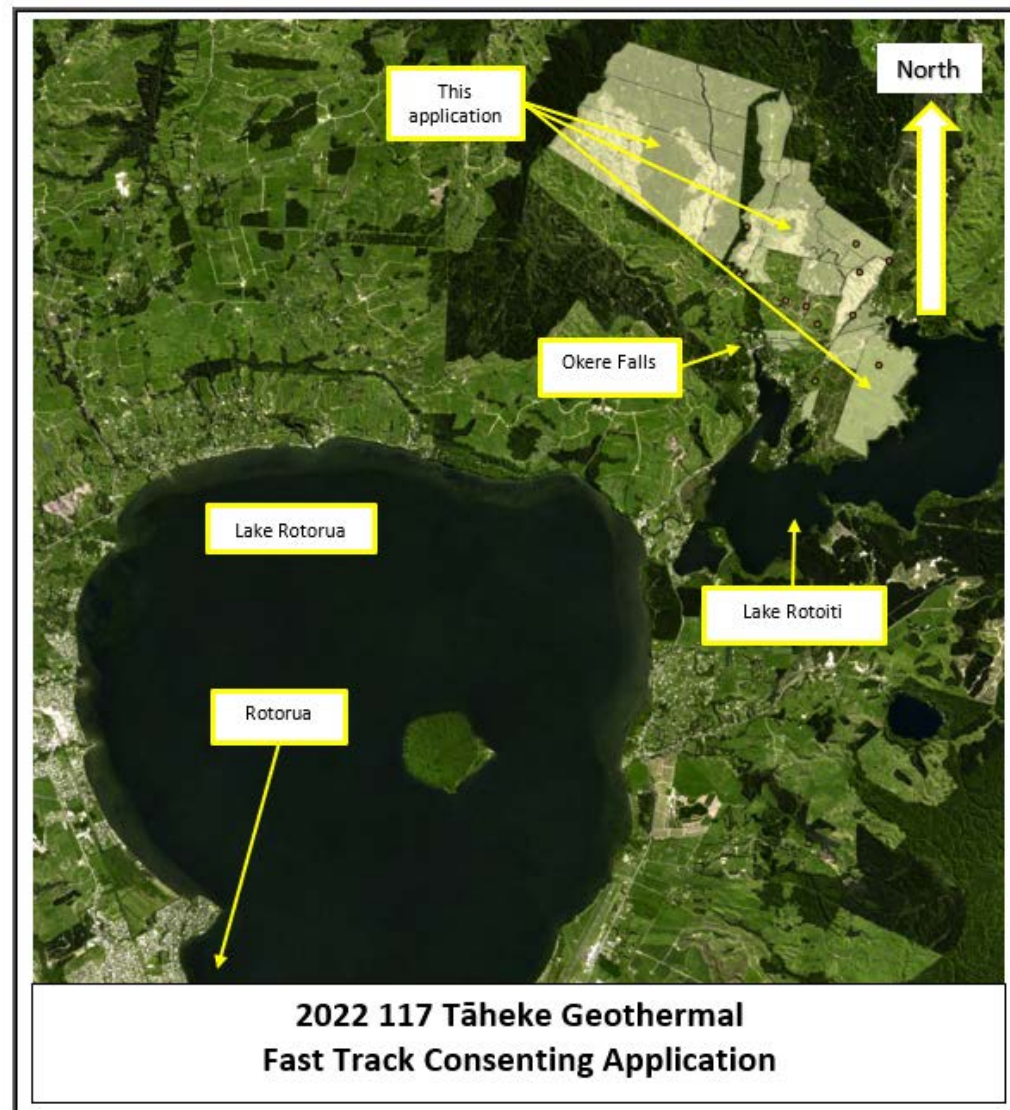 North
This
application
Okere Falls
Lake Rotorua
Lake Rotoiti
Rotorua
2022 117 Tāheke Geothermal
Fast Track Consenting Application